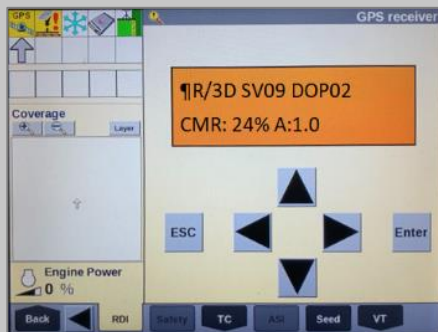 GPS
GPS receiver
¶R/3D SV09 DOP02
CMR: 24% A:1.0
Coverage
Layer
ESC
Enter
Engine Power
0 %
Back
RDI
Safety
TC
ASI
Seed
VT